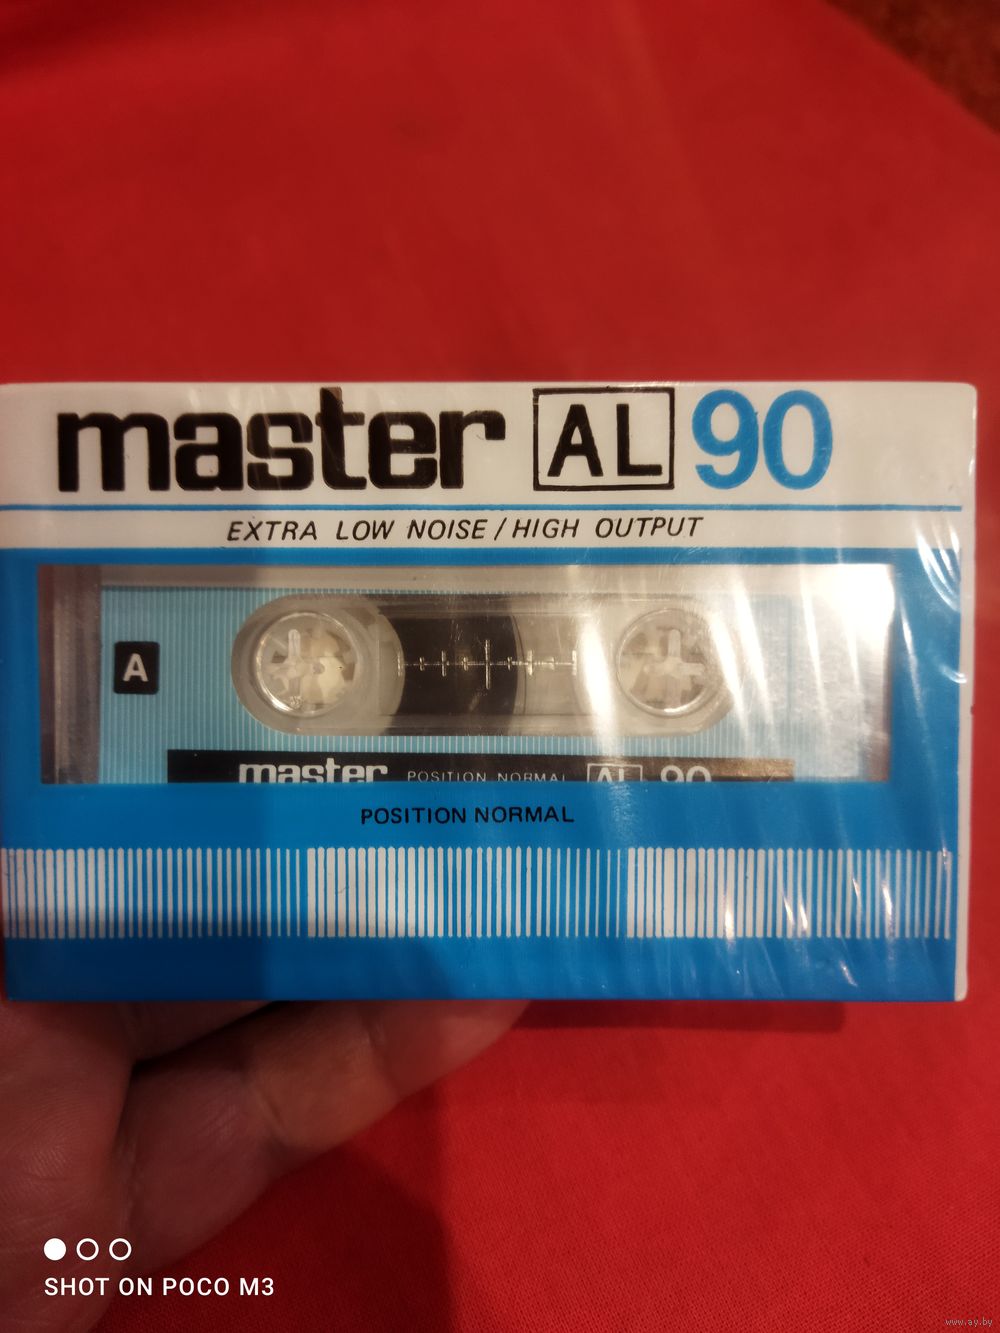 master AL 90
EXTRA LOW NOISE / HIGH OUTPUT
A
master POSITION NORMAL AL 90
POSITION NORMAL
SHOT ON POCO M3
www.ay.by